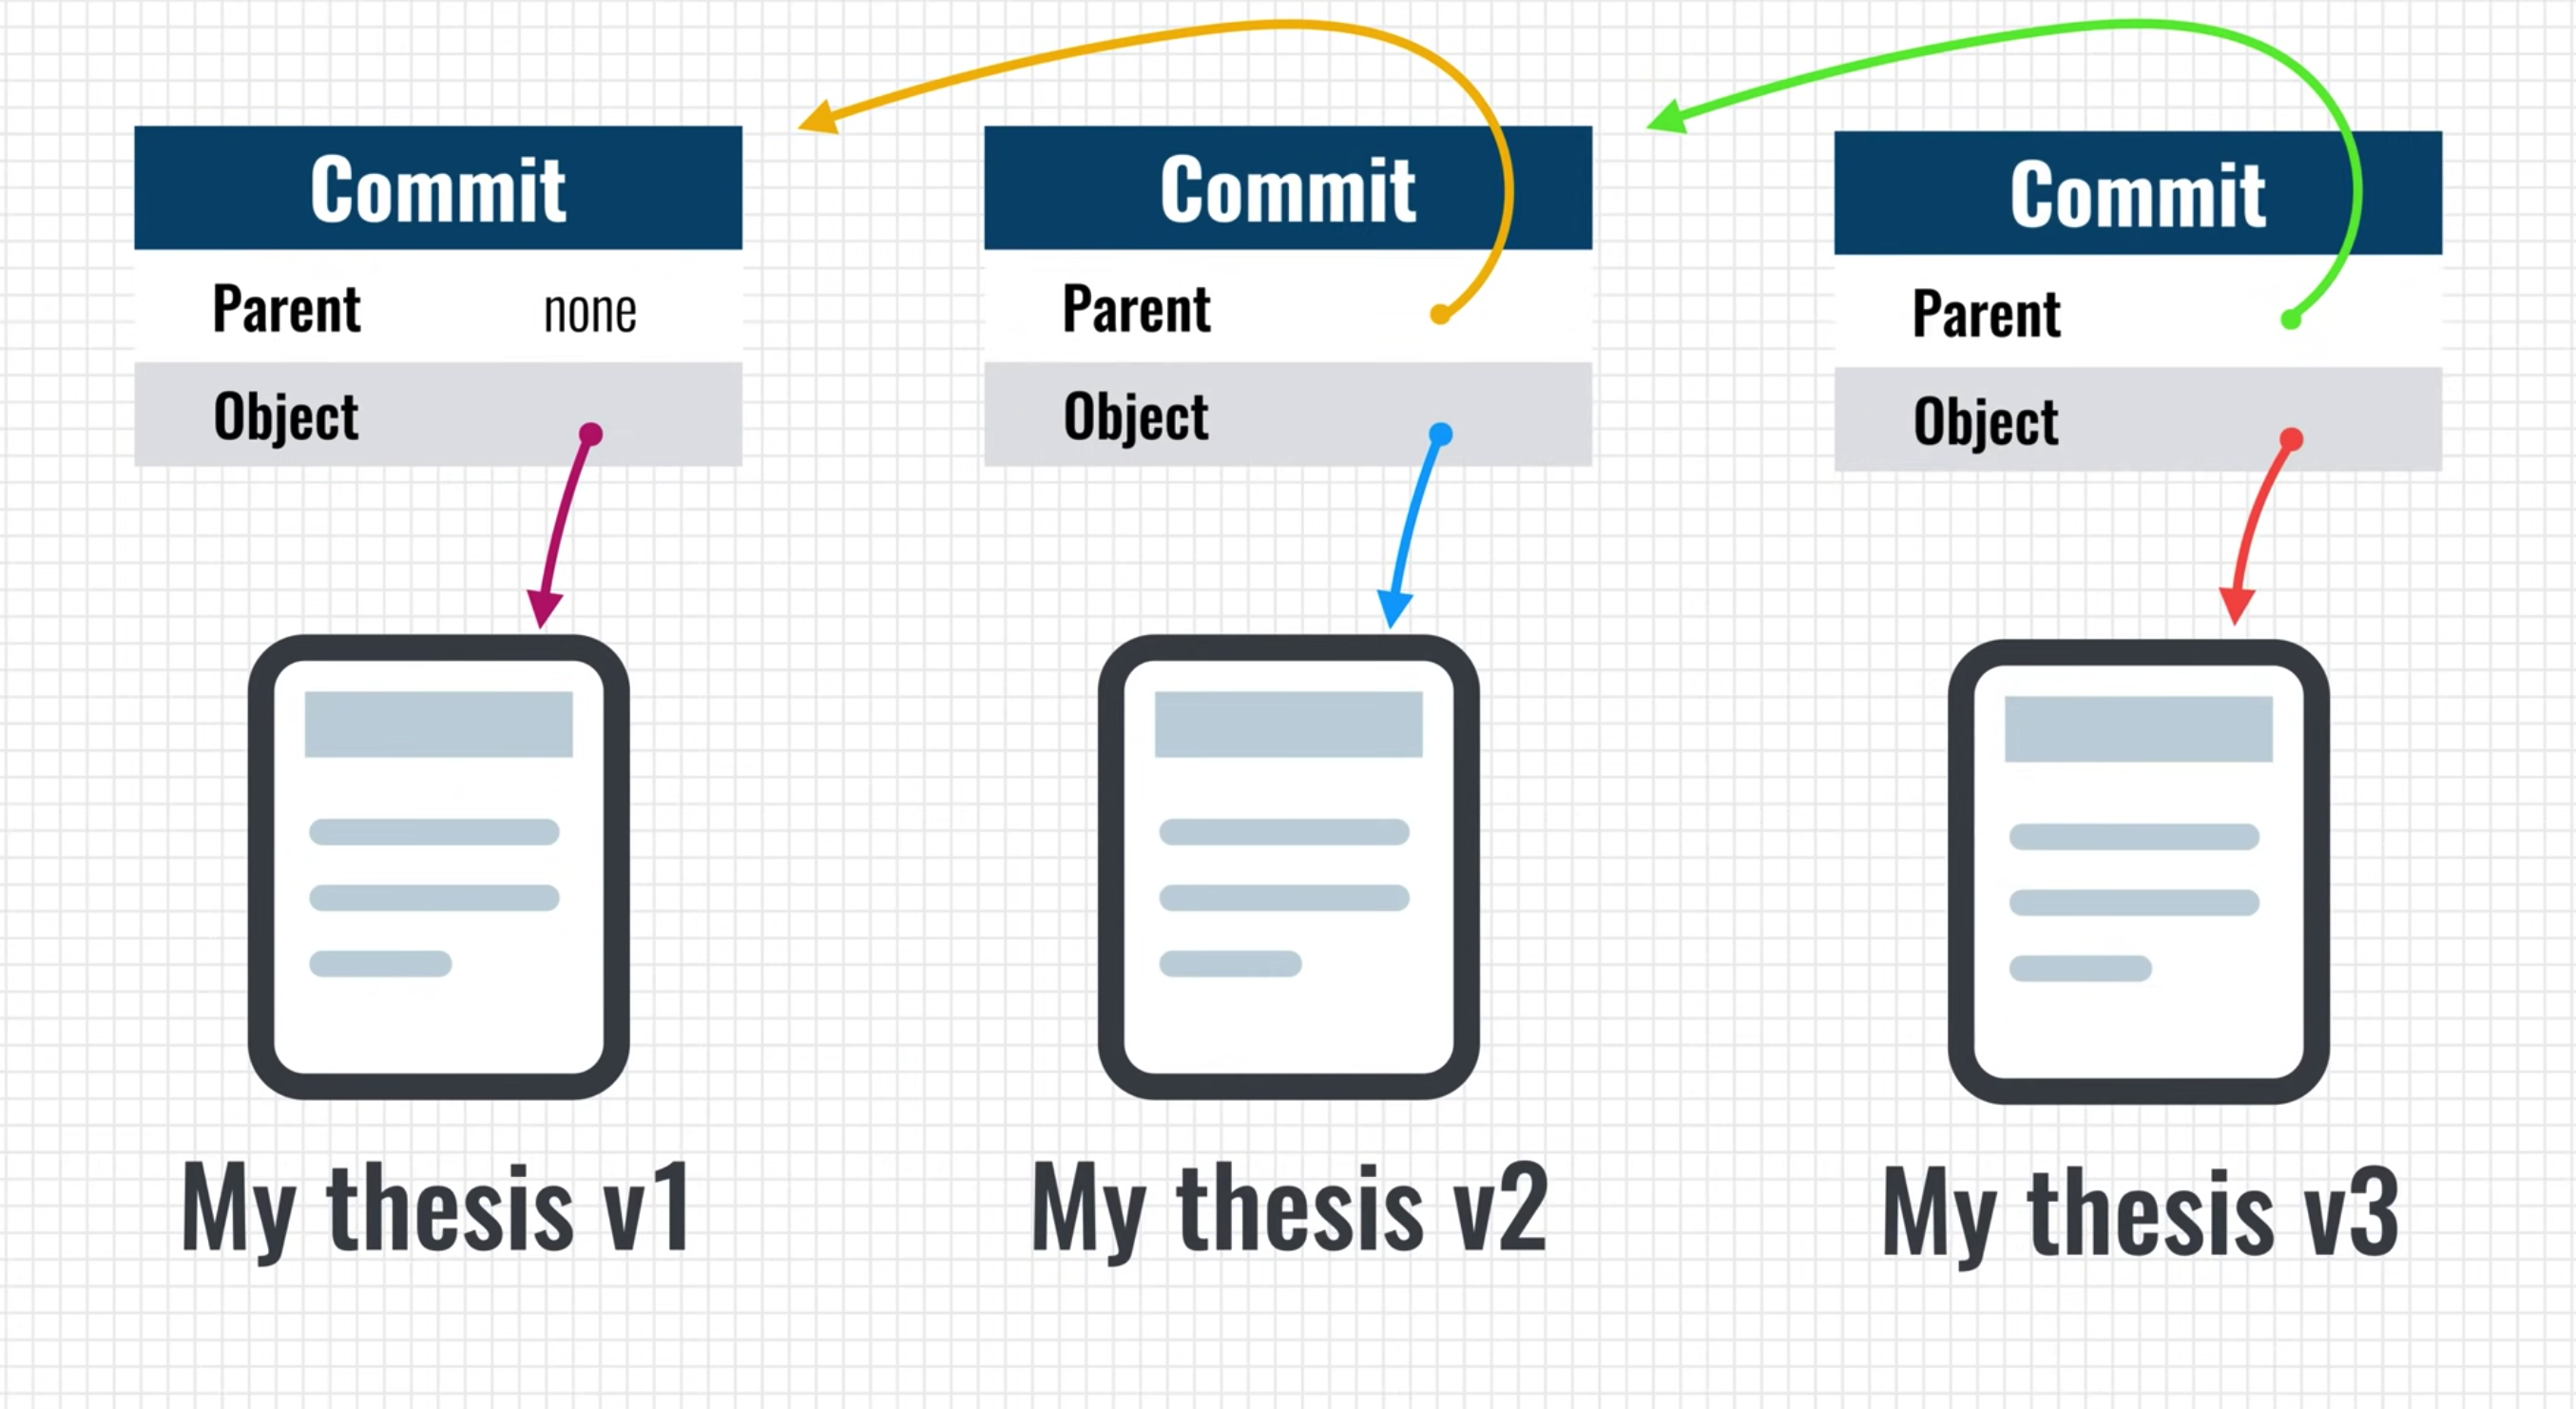 Commit
Parent none
Object
My thesis v1
Commit
Parent
Object
My thesis v2
Commit
Parent
Object
My thesis v3